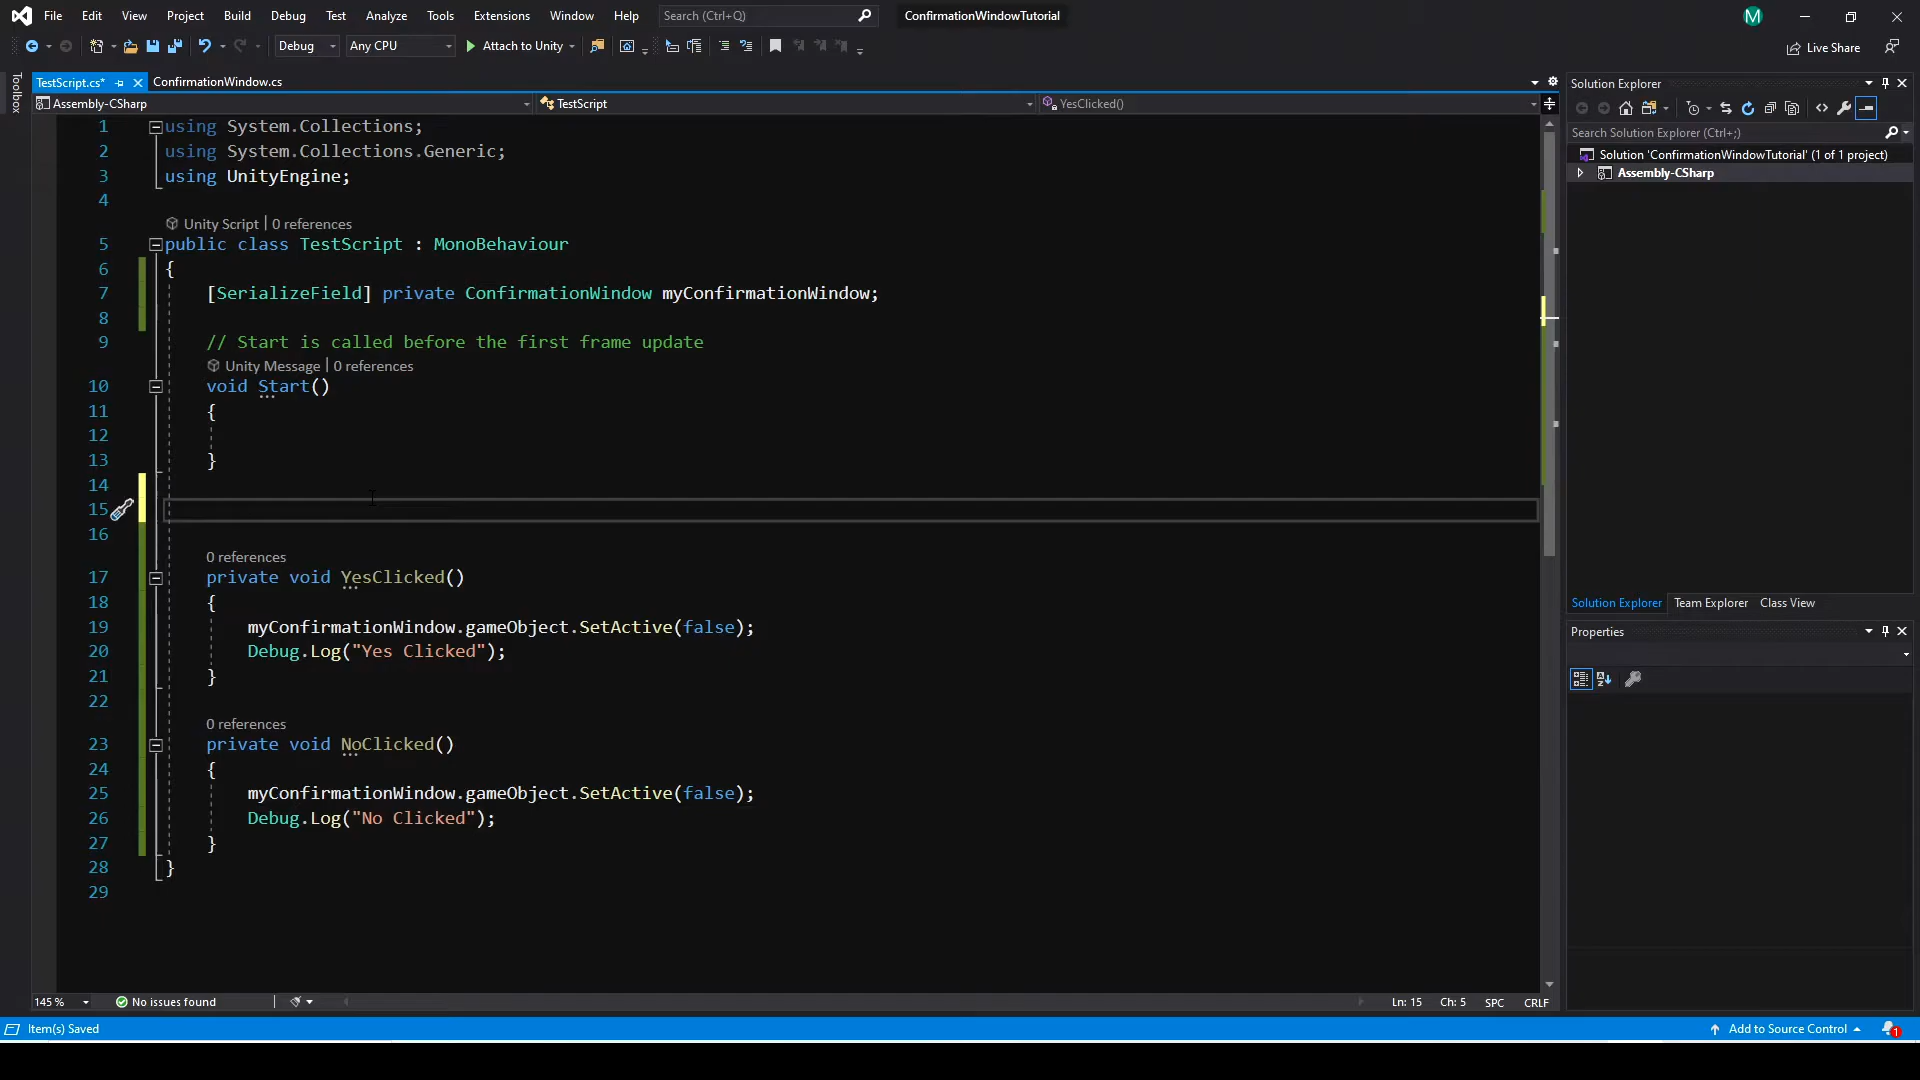 File Edit View Project Build Debug Test Analyze Tools Extensions Window Help Search (Ctrl+Q) ConfirmationWindowTutorial M
Debug Any CPU Attach to Unity Live Share
Toolbox
TestScript.cs* ConfirmationWindow.cs
Assembly-CSharp TestScript YesClicked()
1 using System.Collections;
2 using System.Collections.Generic;
3 using UnityEngine;
4
Unity Script | 0 references
5 public class TestScript : MonoBehaviour
6 {
7 [SerializeField] private ConfirmationWindow myConfirmationWindow;
8
9 // Start is called before the first frame update
Unity Message | 0 references
10 void Start()
11 {
12
13 }
14
15
16
0 references
17 private void YesClicked()
18 {
19 myConfirmationWindow.gameObject.SetActive(false);
20 Debug.Log("Yes Clicked");
21 }
22
0 references
23 private void NoClicked()
24 {
25 myConfirmationWindow.gameObject.SetActive(false);
26 Debug.Log("No Clicked");
27 }
28 }
29
145 % No issues found Ln: 15 Ch: 5 SPC CRLF
Solution Explorer
Search Solution Explorer (Ctrl+;)
Solution 'ConfirmationWindowTutorial' (1 of 1 project)
Assembly-CSharp
Solution Explorer Team Explorer Class View
Properties
Item(s) Saved Add to Source Control 1